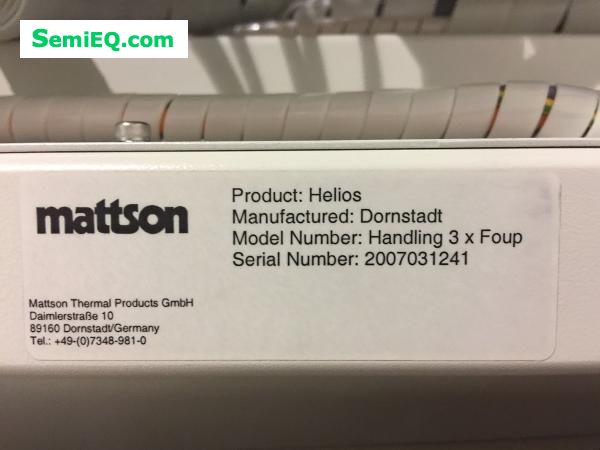 SemiEQ.com
mattson
Product: Helios
Manufactured: Dornstadt
Model Number: Handling 3 x Foup
Serial Number: 2007031241
Mattson Thermal Products GmbH
Daimlerstraße 10
89160 Dornstadt/Germany
Tel.: +49-(0)7348-981-0